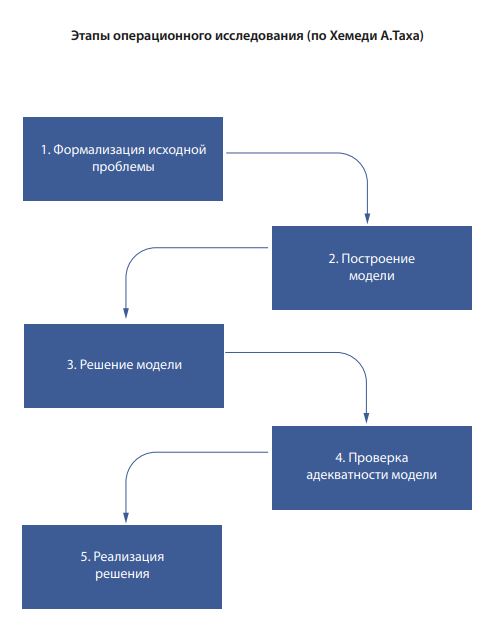 Этапы операционного исследования (по Хемеди А.Таха)
1. Формализация исходной
проблемы
2. Построение
модели
3. Решение модели
4. Проверка
адекватности модели
5. Реализация
решения